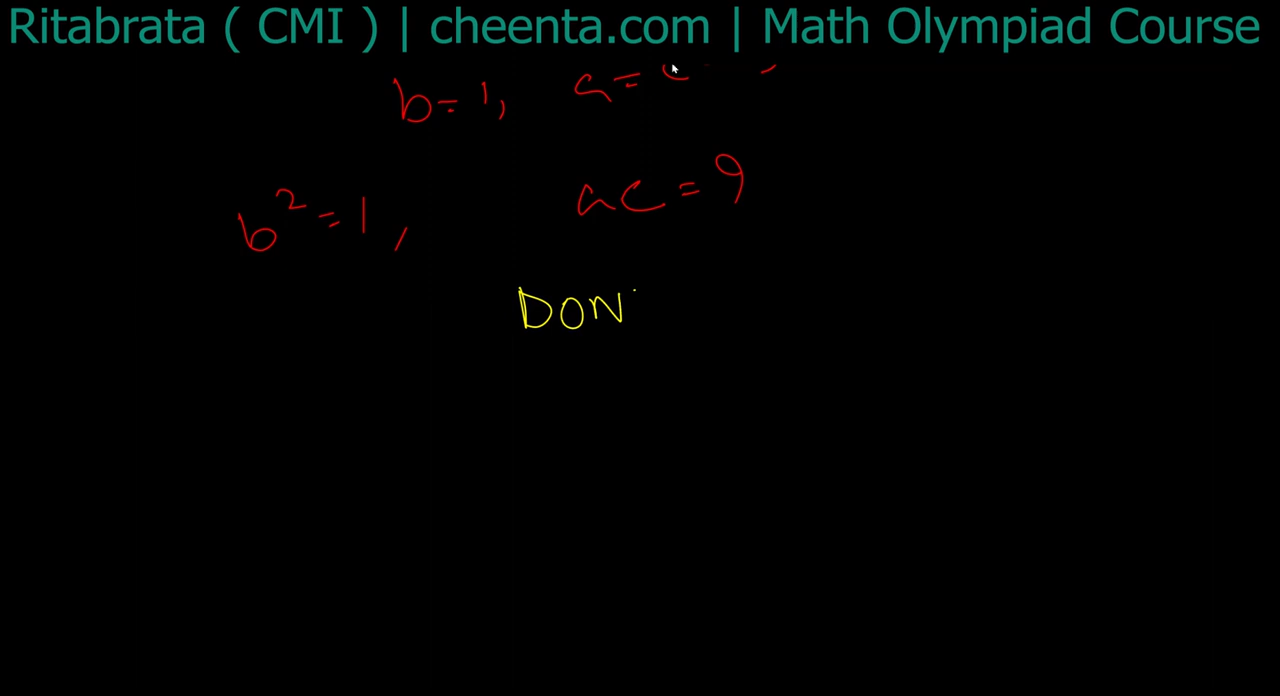 Ritabrata ( CMI ) | cheenta.com | Math Olympiad Course
b = 1, a =
b² = 1, ac = 9
DON